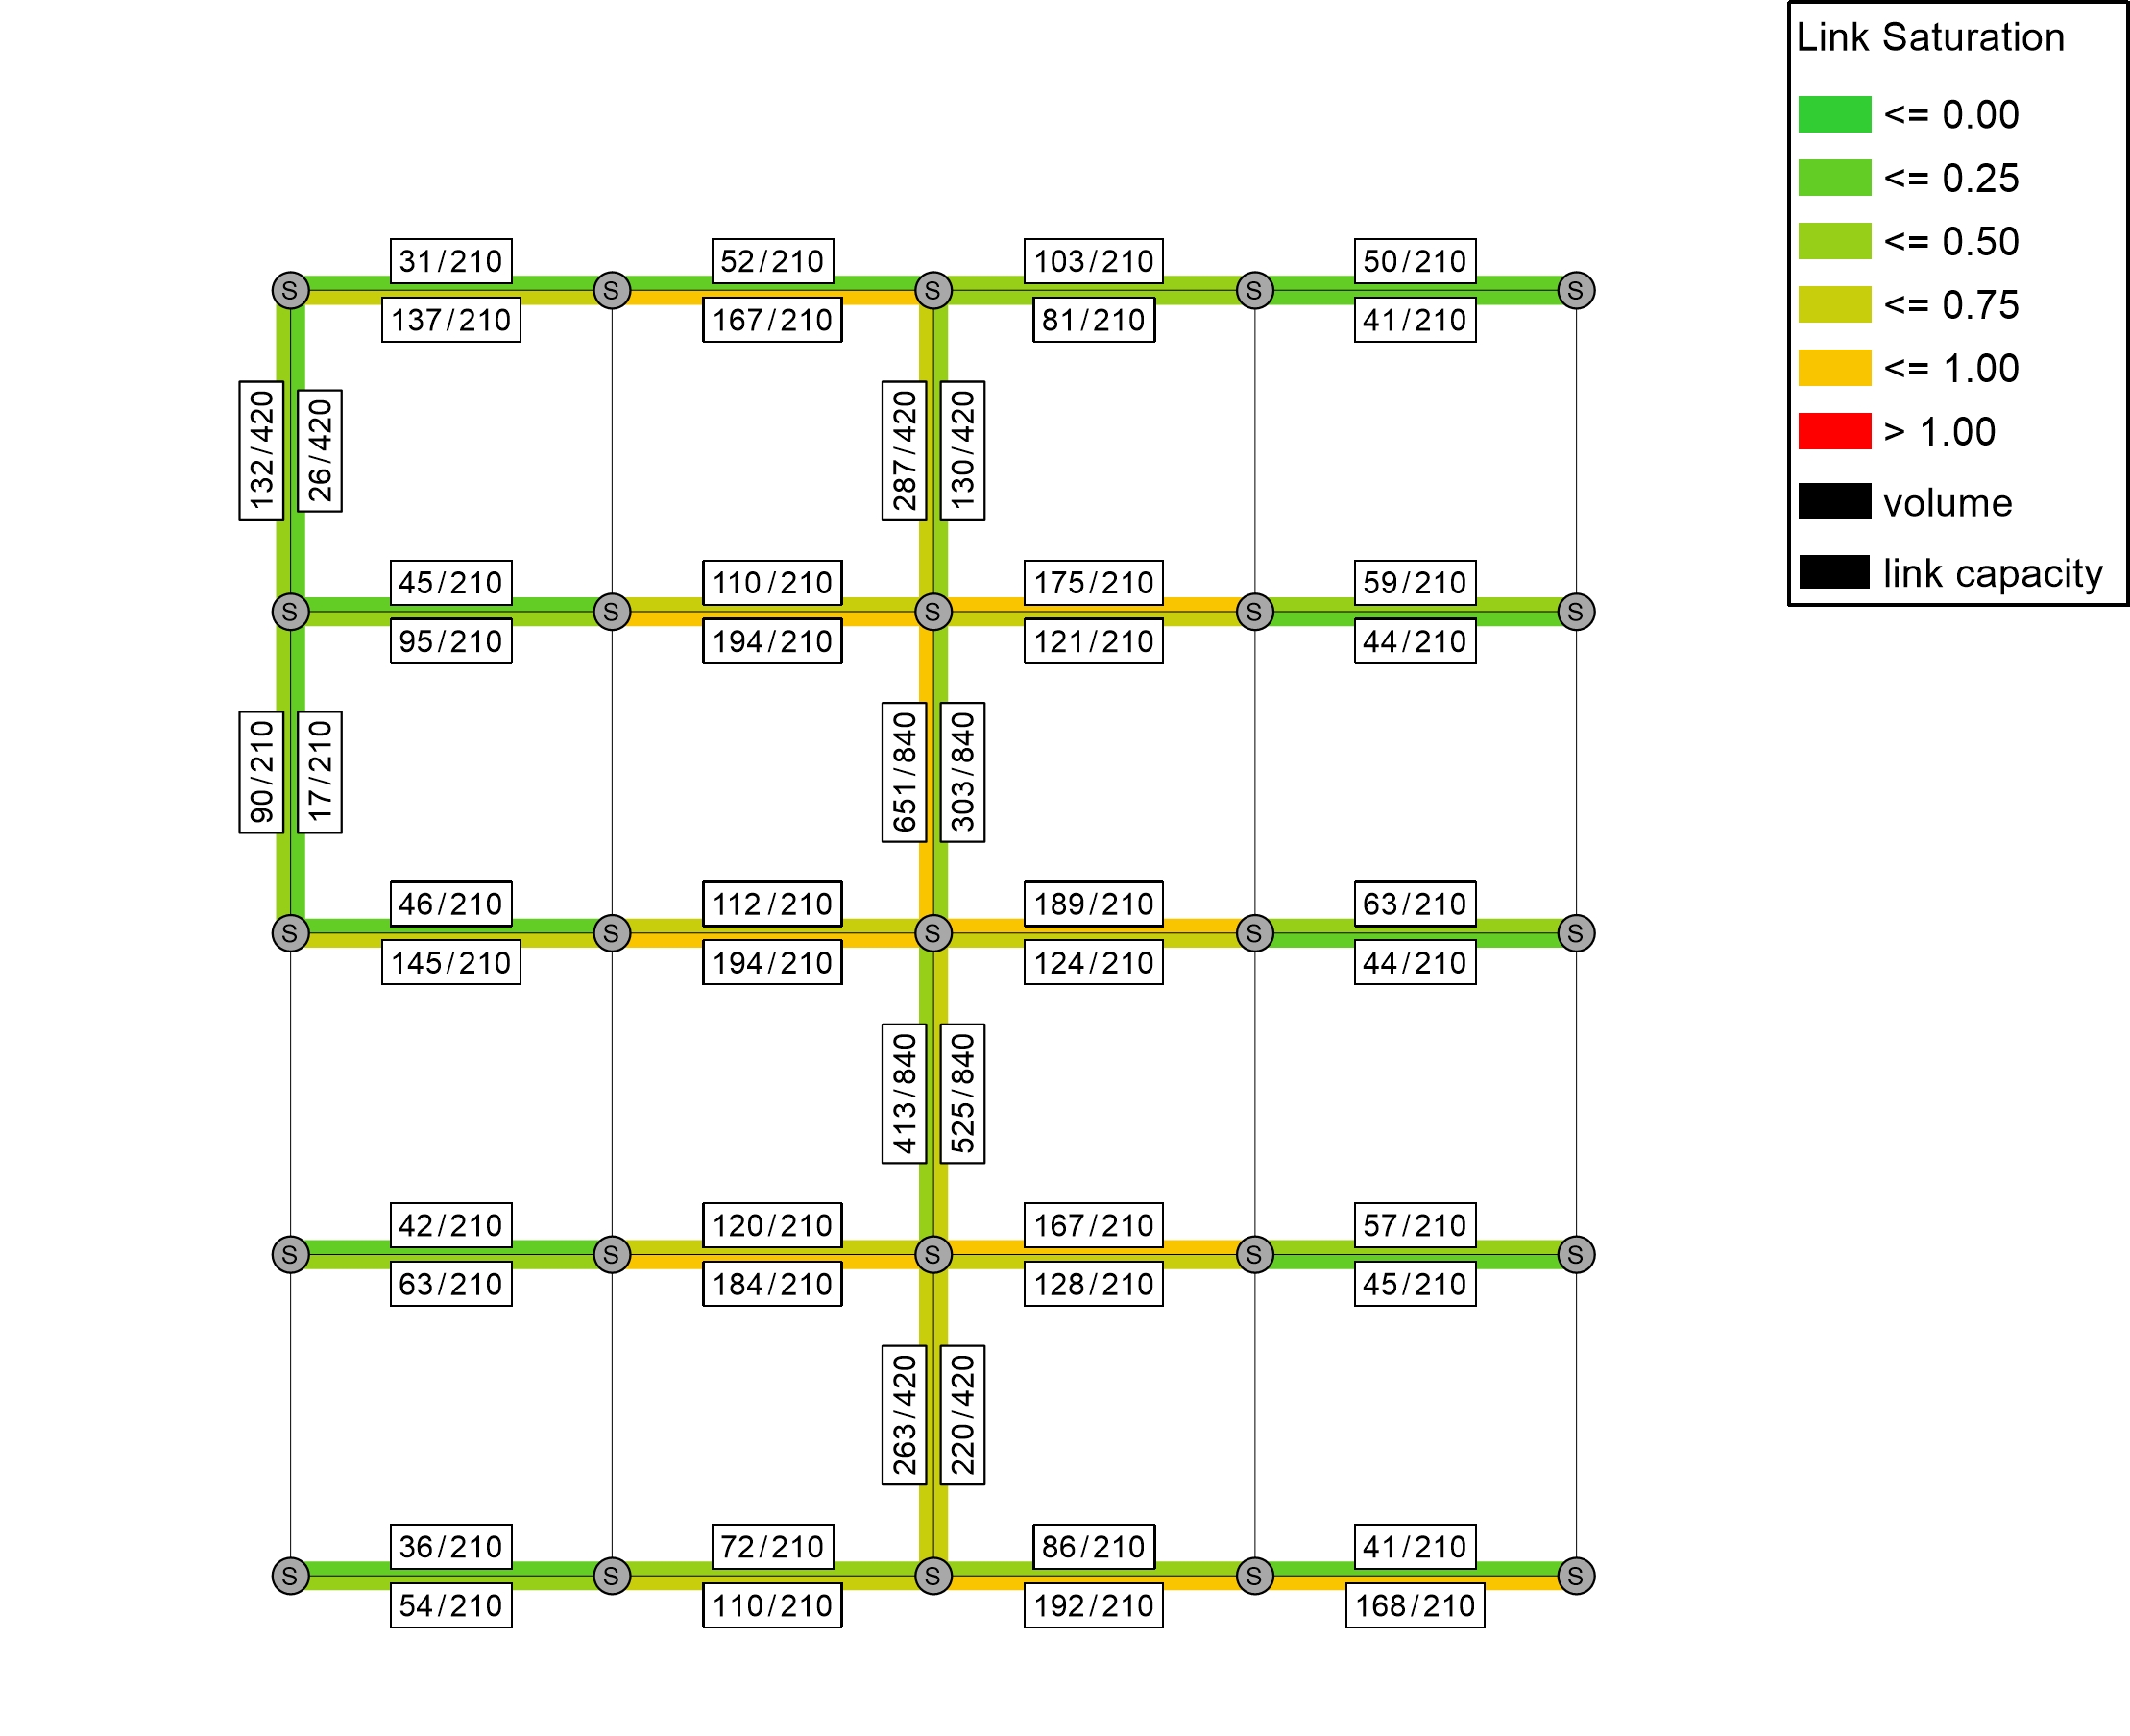 Link Saturation
<= 0.00
<= 0.25
<= 0.50
<= 0.75
<= 1.00
> 1.00
volume
link capacity
31/210
52/210
103/210
50/210
S
S
S
S
S
137/210
167/210
81/210
41/210
132/420
26/420
287/420
130/420
45/210
110/210
175/210
59/210
S
S
S
S
S
95/210
194/210
121/210
44/210
90/210
17/210
651/840
303/840
46/210
112/210
189/210
63/210
S
S
S
S
S
145/210
194/210
124/210
44/210
413/840
525/840
42/210
120/210
167/210
57/210
S
S
S
S
S
63/210
184/210
128/210
45/210
263/420
220/420
36/210
72/210
86/210
41/210
S
S
S
S
S
54/210
110/210
192/210
168/210